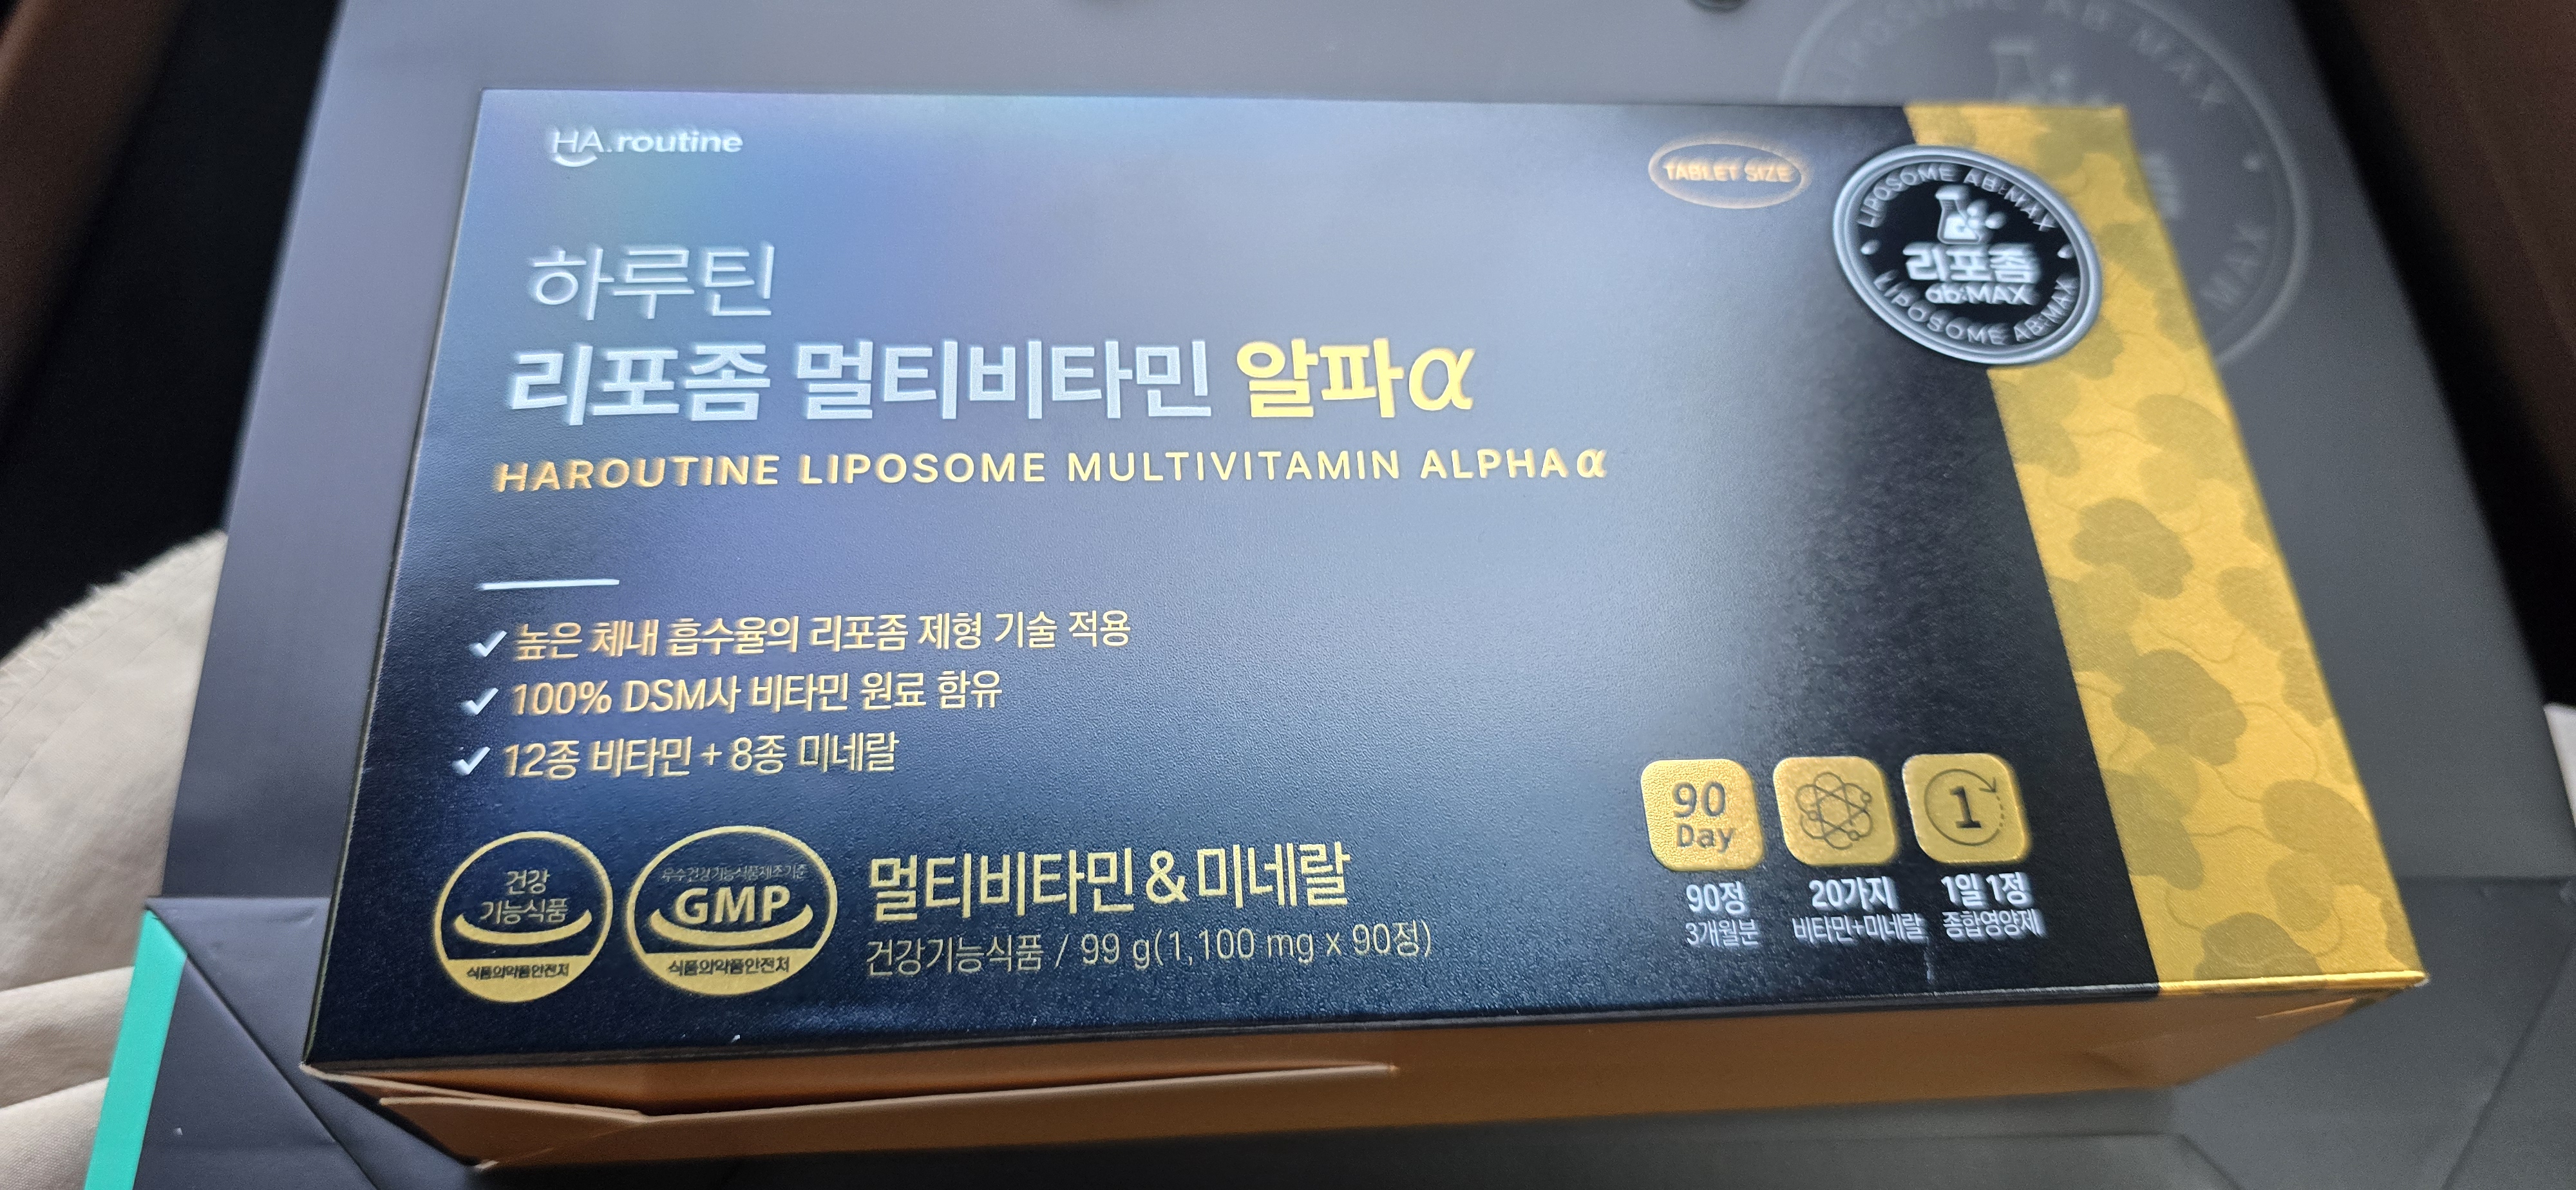 HA.routine
TABLET SIZE
LIPOSOME AB:MAX
리포좀
ab:MAX
LIPOSOME AB:MAX
하루틴
리포좀 멀티비타민 알파α
HAROUTINE LIPOSOME MULTIVITAMIN ALPHA α
높은 체내 흡수율의 리포좀 제형 기술 적용
100% DSM사 비타민 원료 함유
12종 비타민 + 8종 미네랄
건강
기능식품
식품의약품안전처
우수건강기능식품제조기준
GMP
식품의약품안전처
멀티비타민&미네랄
건강기능식품 / 99 g(1,100 mg x 90정)
90
Day
90정
3개월분
20가지
비타민+미네랄
1
1일 1정
종합영양제
LIPOSOME AB:MAX
MAX